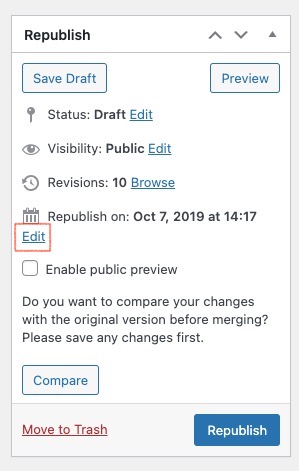 Republish
Save Draft Preview
Status: Draft Edit
Visibility: Public Edit
Revisions: 10 Browse
Republish on: Oct 7, 2019 at 14:17
Edit
Enable public preview
Do you want to compare your changes
with the original version before merging?
Please save any changes first.
Compare
Move to Trash Republish